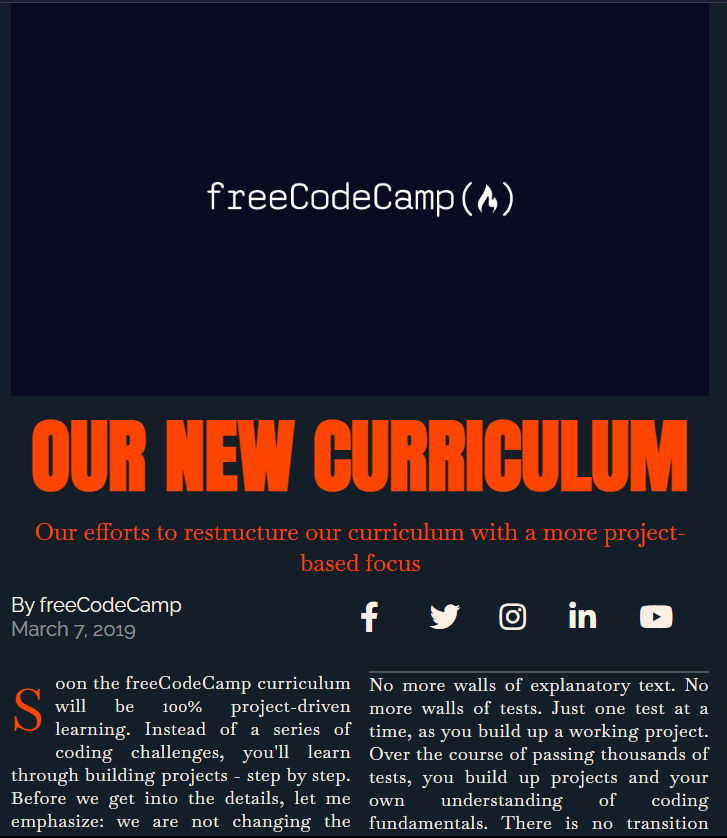 freeCodeCamp(🔥)
OUR NEW CURRICULUM
Our efforts to restructure our curriculum with a more project-
based focus
By freeCodeCamp
March 7, 2019
Soon the freeCodeCamp curriculum
will be 100% project-driven
learning. Instead of a series of
coding challenges, you'll learn
through building projects - step by step.
Before we get into the details, let me
emphasize: we are not changing the
No more walls of explanatory text. No
more walls of tests. Just one test at a
time, as you build up a working project.
Over the course of passing thousands of
tests, you build up projects and your
own understanding of coding
fundamentals. There is no transition